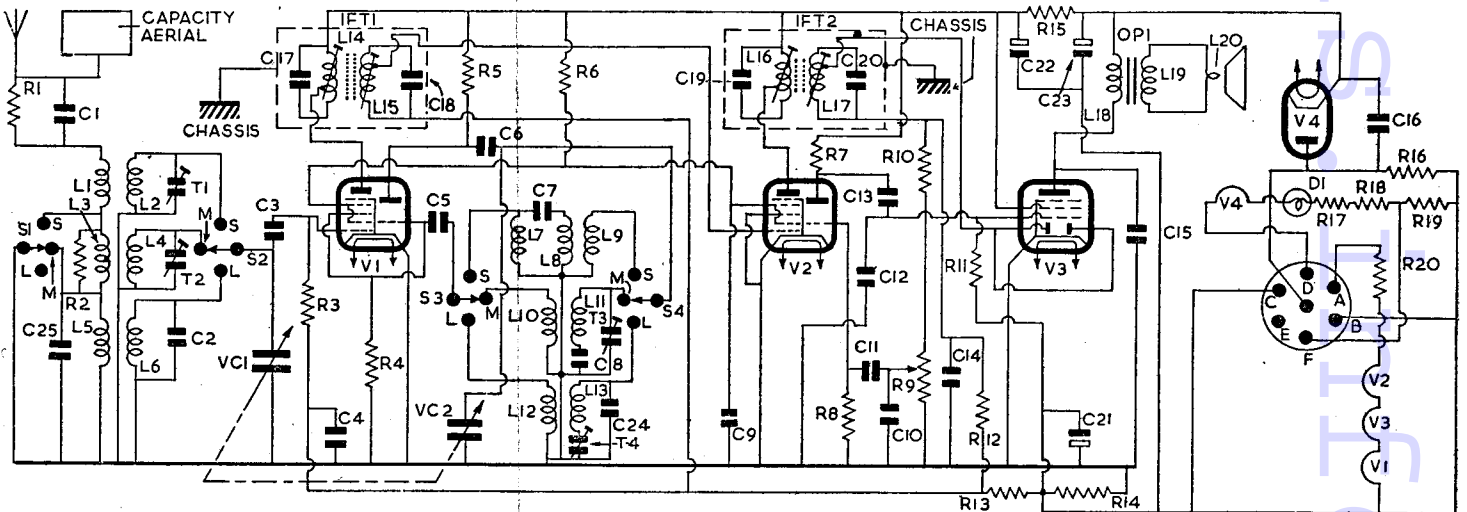 CAPACITY
AERIAL
R1
C1
CHASSIS
C17
IFT1
L14
L15
C18
R5
R6
C6
IFT2
L16
C19
C20
L17
CHASSIS
R15
C22
C23
OP1
L18
L19
L20
V4
C16
R16
L1
L3
L2
T1
S1
S
L
M
R2
L5
C25
L4
T2
M
S
S2
L
L6
C2
C3
VC1
R3
C4
V1
R4
C5
C7
L7
L8
L9
S
S3
M
L
L10
L11
T3
C8
M
S
S4
L
L12
L13
C24
T4
VC2
R7
R10
C13
V2
C12
C9
R8
C11
R9
C10
C14
R11
R12
V3
C15
C21
R13
R14
V4
D1
R17
R18
R19
R20
C
D
A
E
B
F
V2
V3
V1